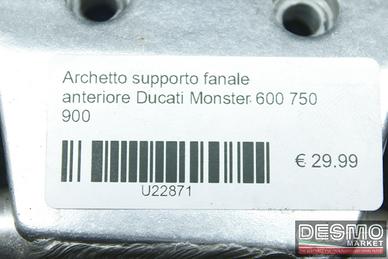 Archetto supporto fanale
anteriore Ducati Monster 600 750
900
€ 29.99
U22871
DESMO
MARKET